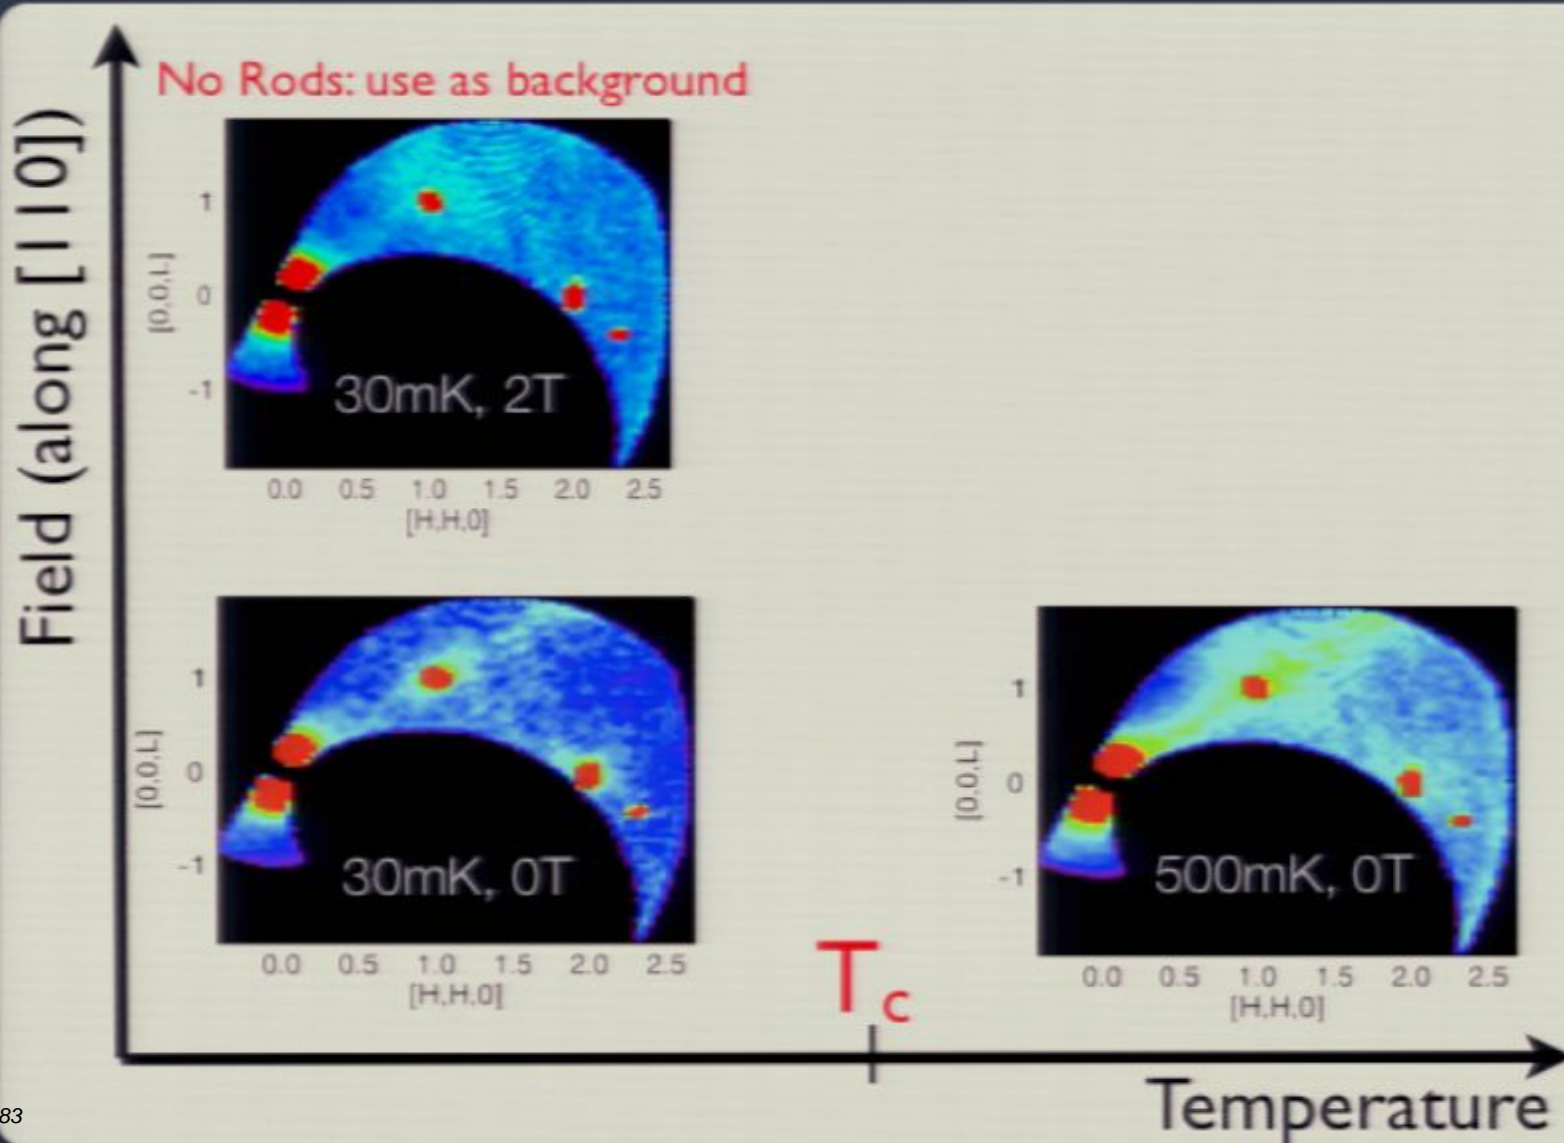 Field (along [110])
No Rods: use as background
[0,0,L]
1
0
-1
30mK, 2T
0.0 0.5 1.0 1.5 2.0 2.5
[H,H,0]
[0,0,L]
1
0
-1
30mK, 0T
0.0 0.5 1.0 1.5 2.0 2.5
[H,H,0]
[0,0,L]
1
0
-1
500mK, 0T
0.0 0.5 1.0 1.5 2.0 2.5
[H,H,0]
Tc
Temperature
83